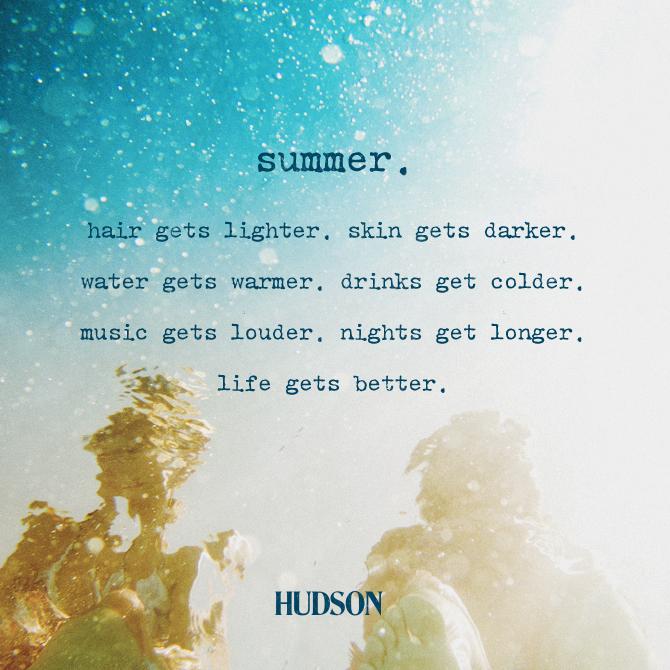 summer.
hair gets lighter. skin gets darker.
water gets warmer. drinks get colder.
music gets louder. nights get longer.
life gets better.
HUDSON